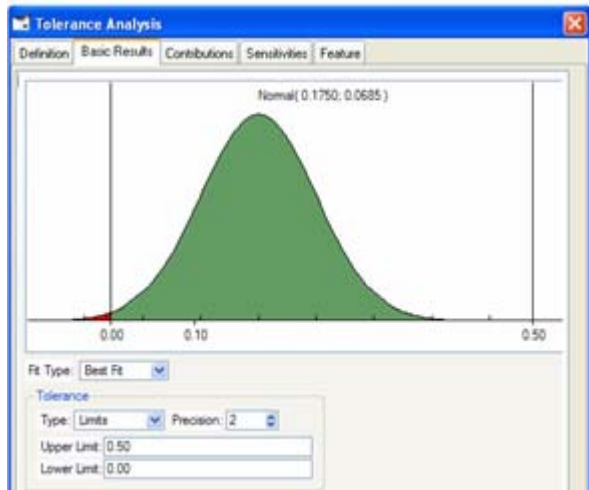 Tolerance Analysis
Definition Basic Results Contributions Sensitivities Feature
Normal( 0.1750; 0.0685 )
0.00 0.10 0.50
Fit Type: Best Fit
Tolerance
Type: Limits Precision: 2
Upper Limit: 0.50
Lower Limit: 0.00